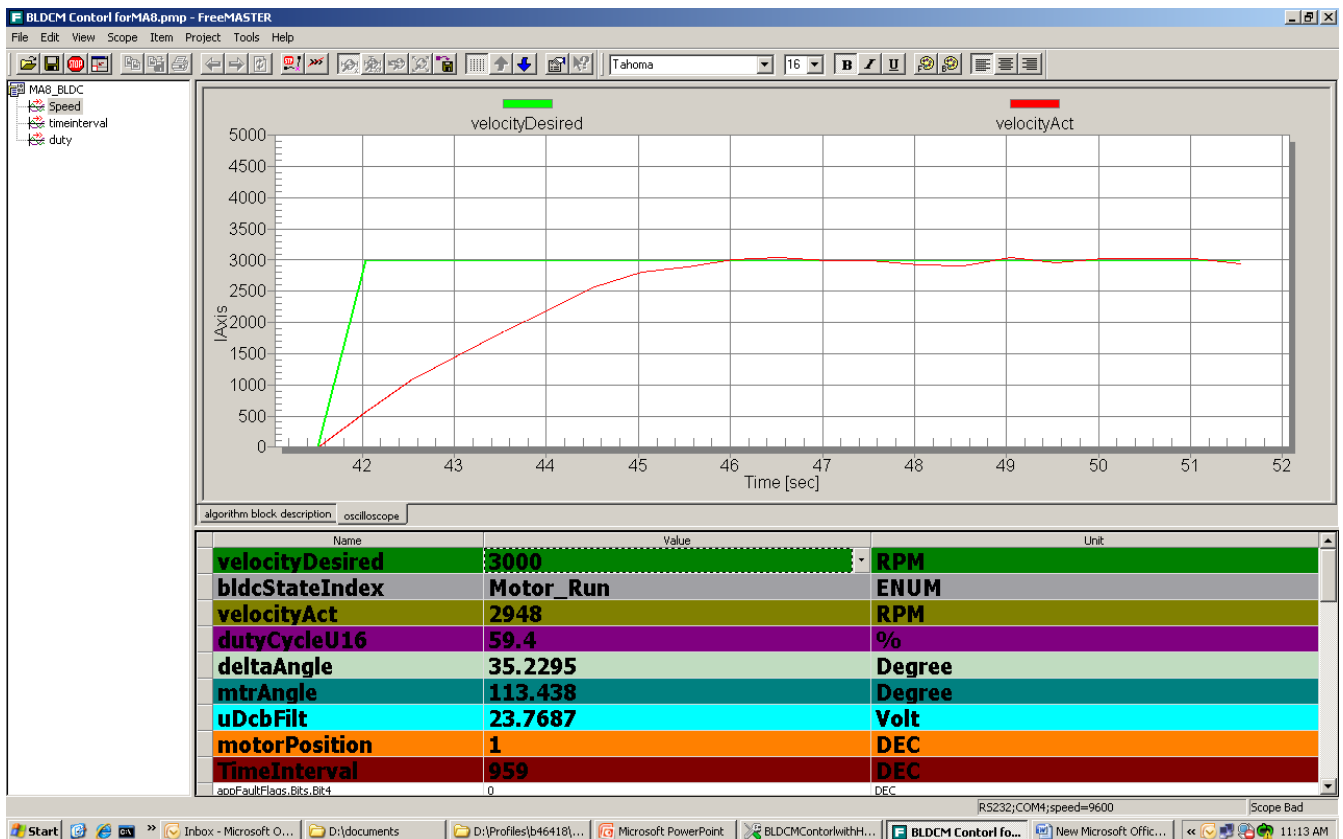 BLDCM Contorl forMA8.pmp - FreeMASTER
File Edit View Scope Item Project Tools Help
Tahoma 16 B I U
MA8_BLDC
Speed
timeinterval
duty
velocityDesired velocityAct
5000
4500
4000
3500
3000
2500
2000
1500
1000
500
0
IAxis
42 43 44 45 46 47 48 49 50 51 52
Time [sec]
algorithm block description oscilloscope
Name Value Unit
velocityDesired 3000 RPM
bldcStateIndex Motor_Run ENUM
velocityAct 2948 RPM
dutyCycleU16 59.4 %
deltaAngle 35.2295 Degree
mtrAngle 113.438 Degree
uDcbFilt 23.7687 Volt
motorPosition 1 DEC
TimeInterval 959 DEC
appFaultFlags.Bits.Bit4 0 DEC
RS232;COM4;speed=9600 Scope Bad
Start » Inbox - Microsoft O... D:\documents D:\Profiles\b46418\... Microsoft PowerPoint BLDCMContorlwithH... BLDCM Contorl fo... New Microsoft Offic... « 11:13 AM